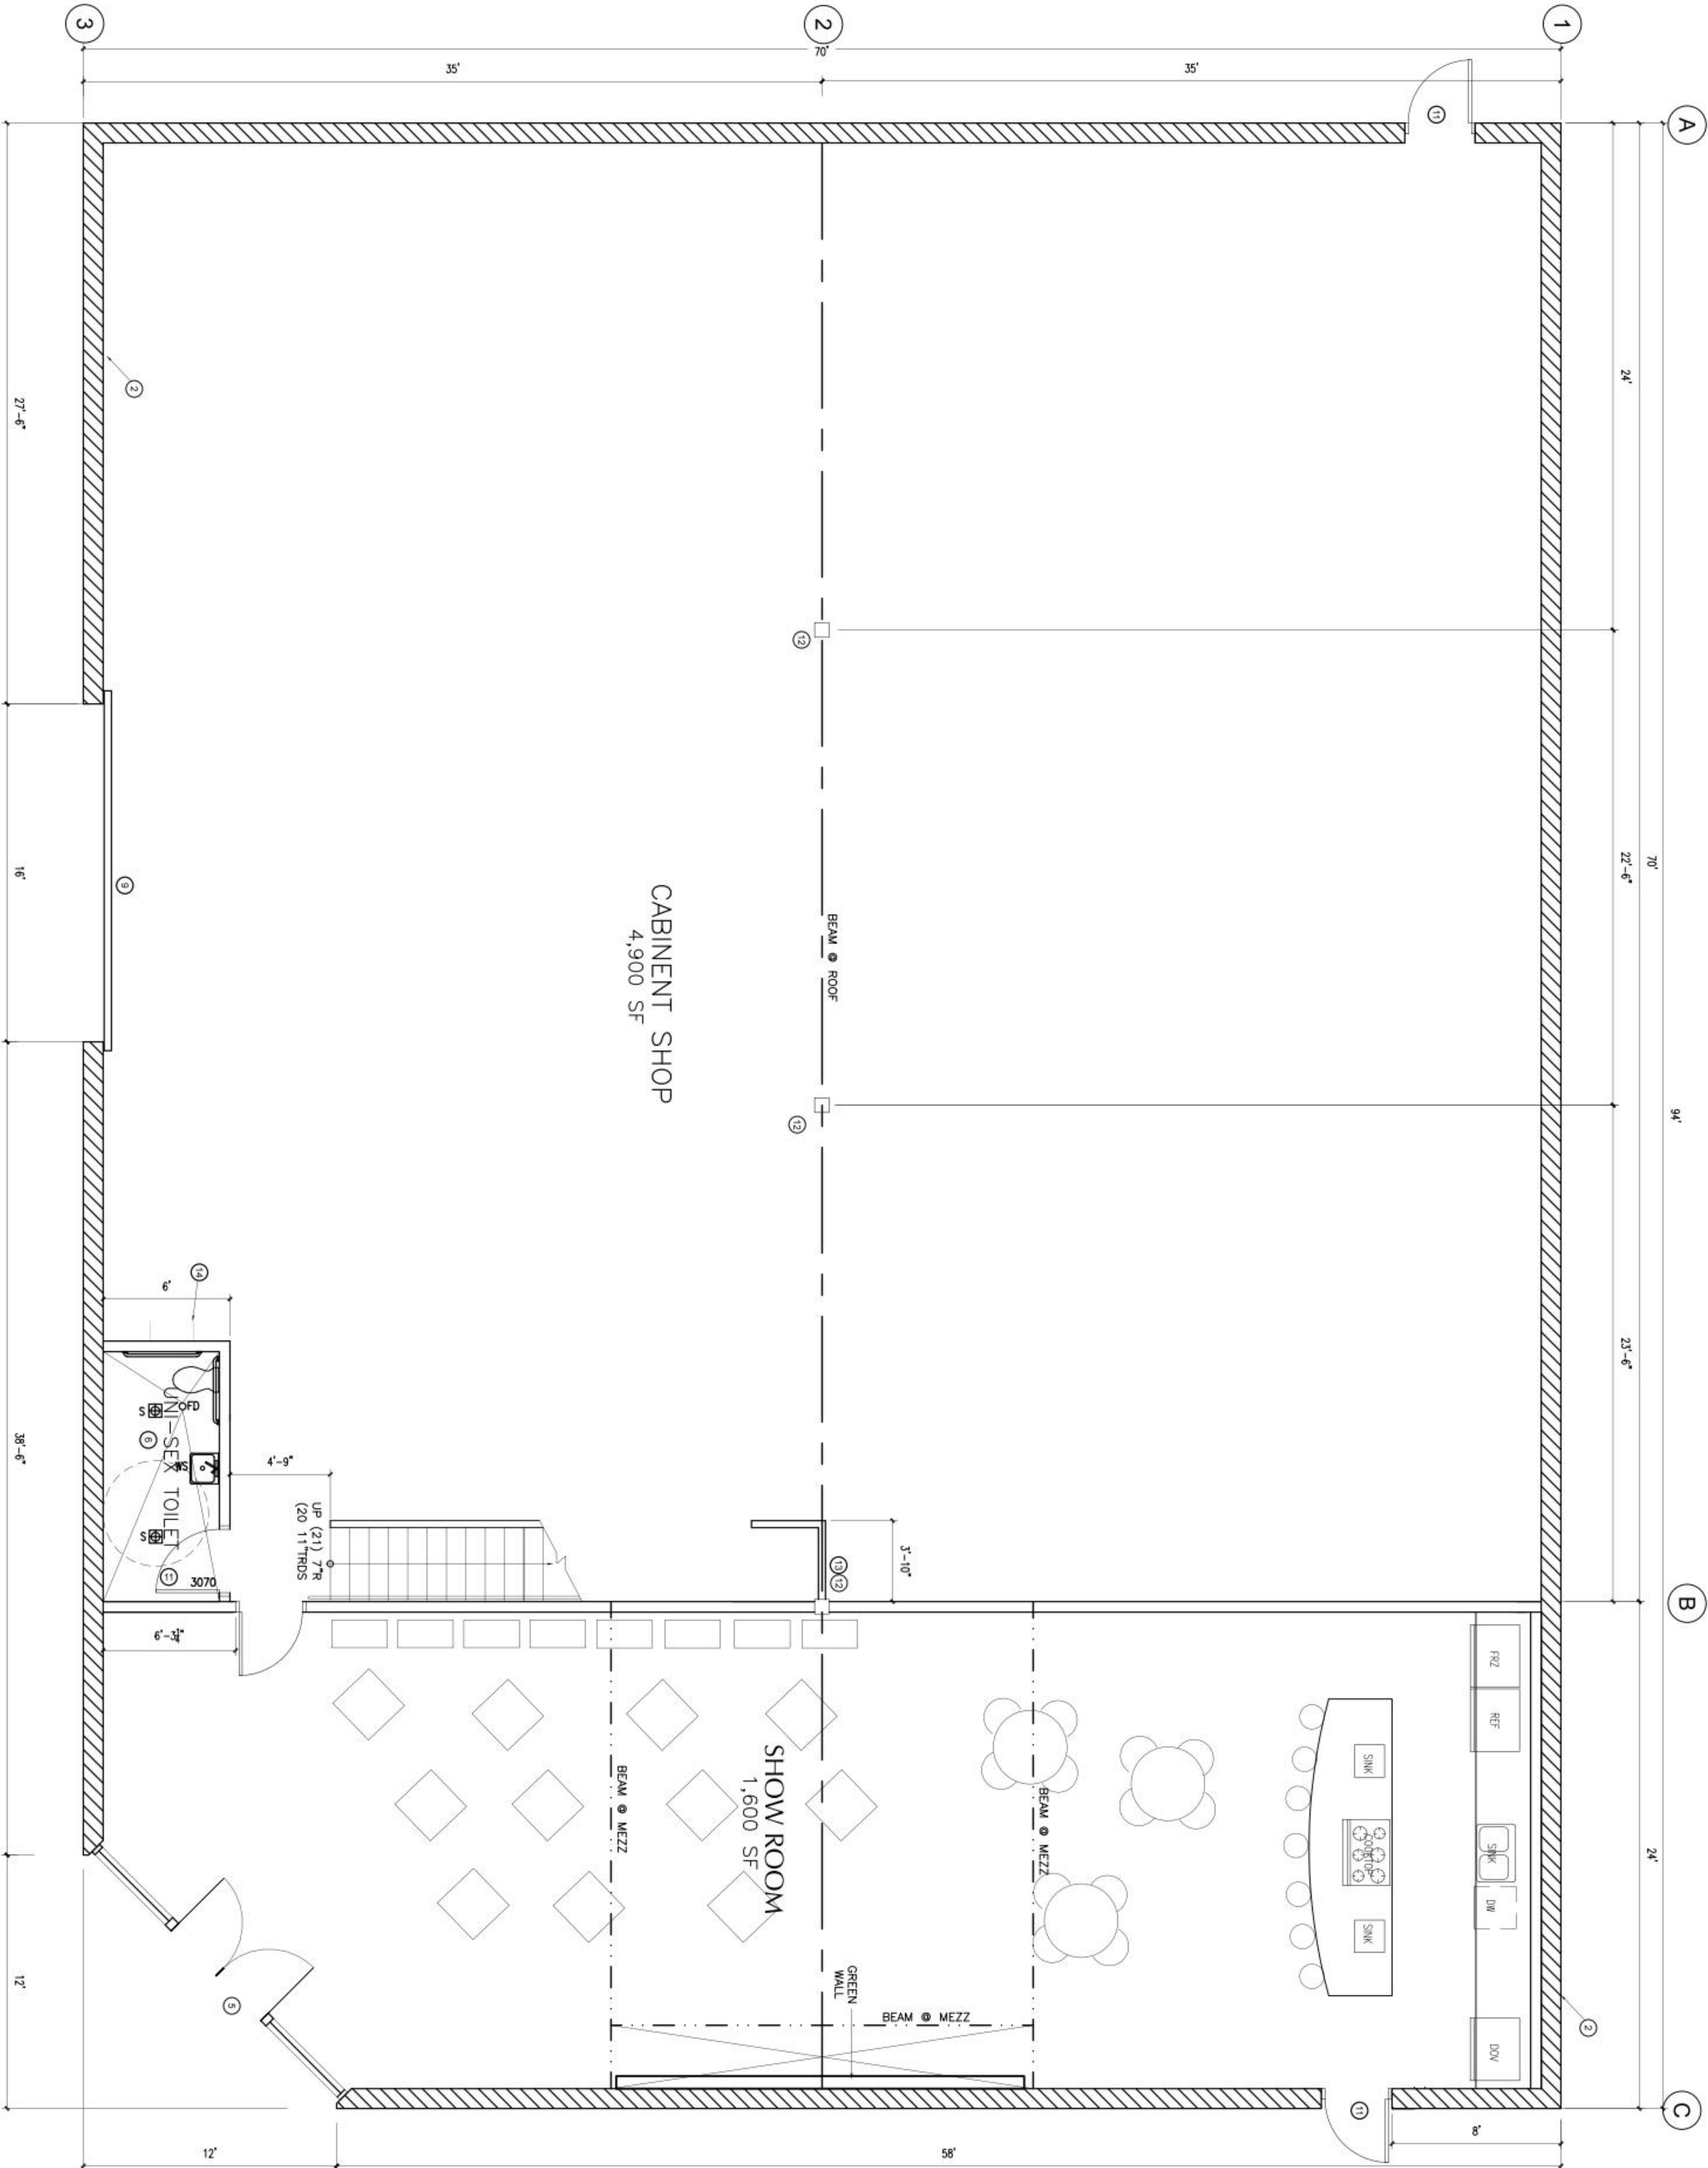 3
2
1
70'
35'
35'
A
11
24'
22'-6"
23'-6"
70'
94'
2
27'-6"
12
9
16'
CABINENT SHOP
4,900 SF
BEAM @ ROOF
12
14
6'
38'-6"
FD
S
6
UNI-SEX TOILET
WS
S
11
3070
4'-9"
UP (21) 7"R
(20 11"TRDS
3'-10"
13
12
B
6'-3¼"
FRZ
REF
SINK
COOKTOP
SINK
SINK
DW
DOV
24'
SHOW ROOM
1,600 SF
BEAM @ MEZZ
BEAM @ MEZZ
BEAM @ MEZZ
GREEN
WALL
2
5
12'
11
8'
C
12'
58'